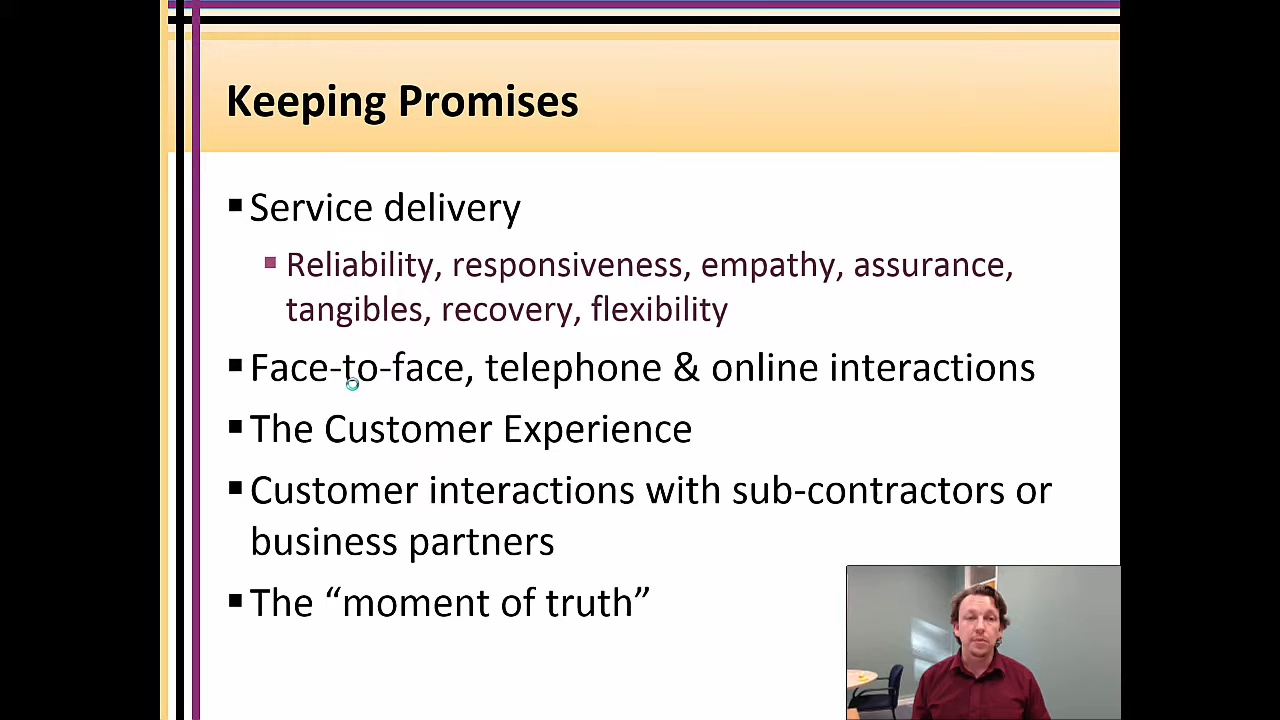 Keeping Promises
▪ Service delivery
▪ Reliability, responsiveness, empathy, assurance,
tangibles, recovery, flexibility
▪ Face-to-face, telephone & online interactions
▪ The Customer Experience
▪ Customer interactions with sub-contractors or
business partners
▪ The “moment of truth”